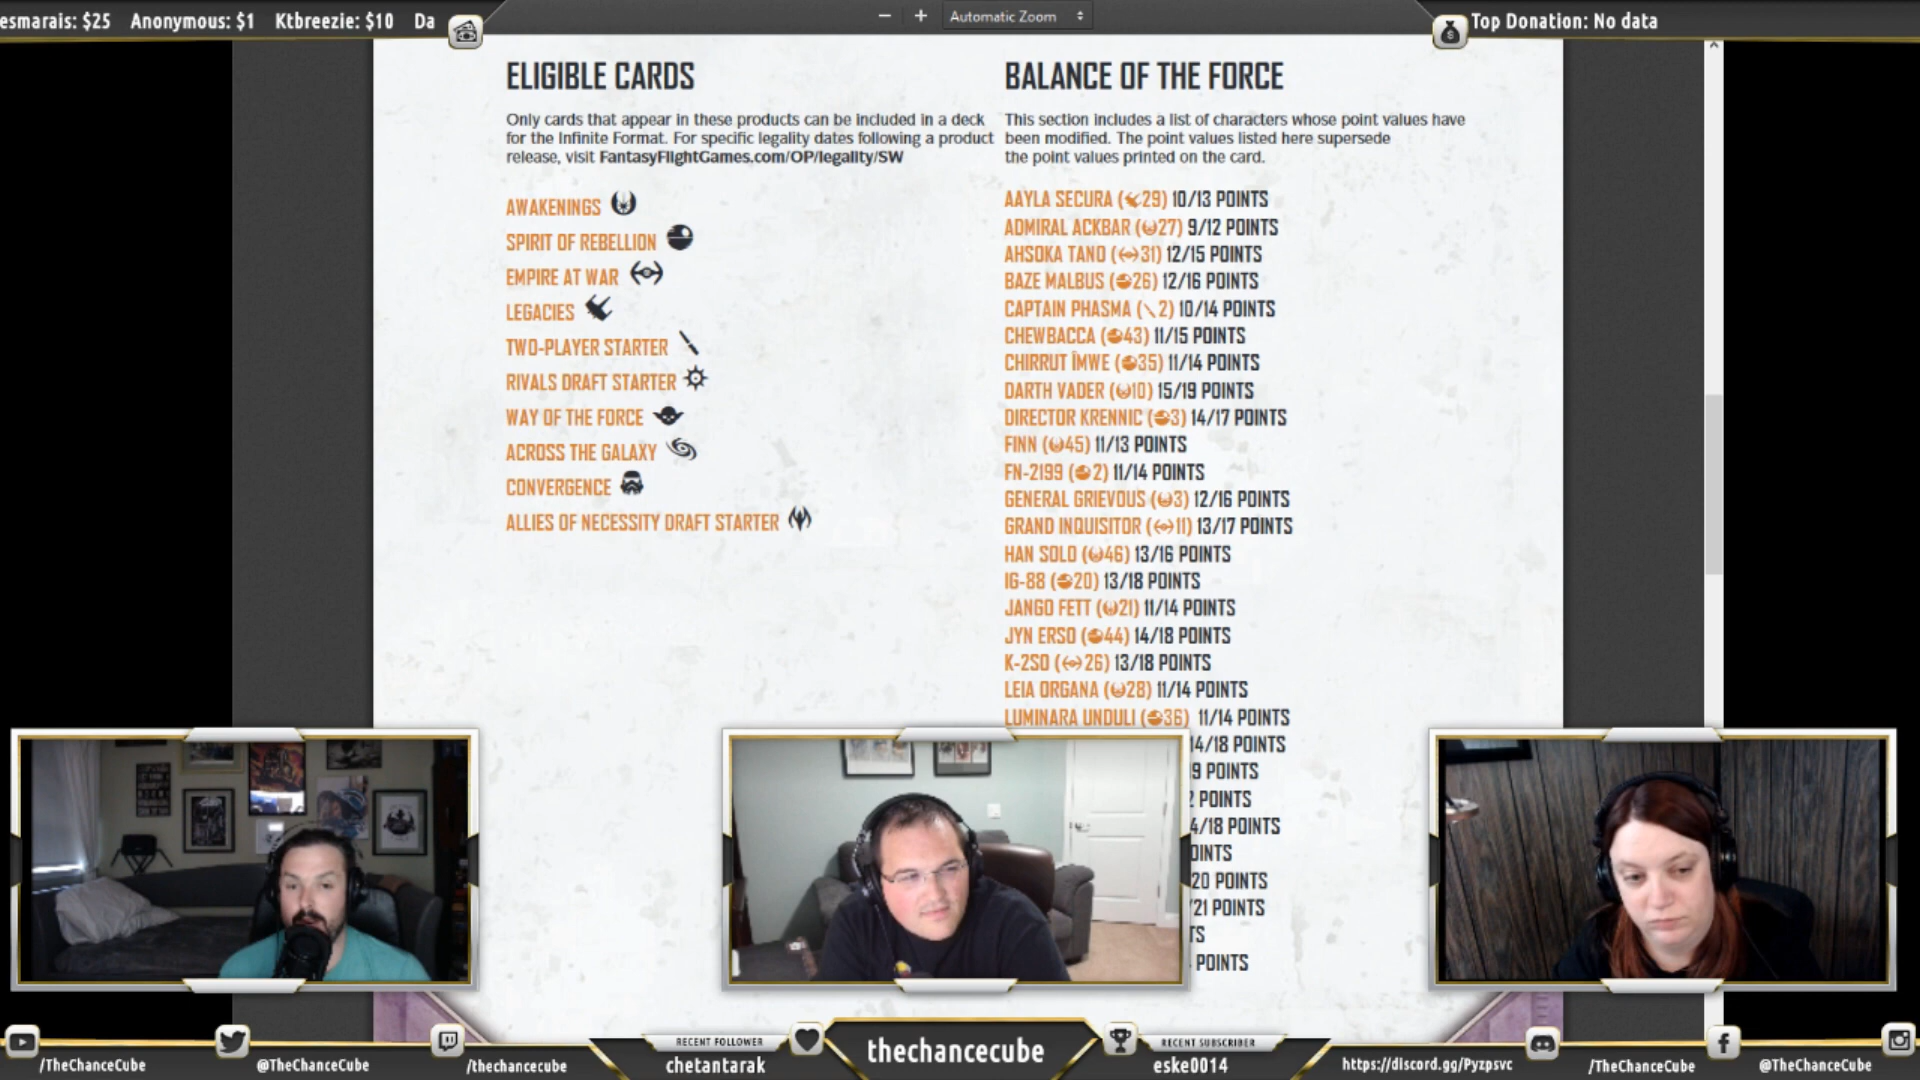 esmarais: $25 Anonymous: $1 Ktbreezie: $10 Da
Automatic Zoom
Top Donation: No data
ELIGIBLE CARDS
Only cards that appear in these products can be included in a deck
for the Infinite Format. For specific legality dates following a product
release, visit FantasyFlightGames.com/OP/legality/SW
AWAKENINGS
SPIRIT OF REBELLION
EMPIRE AT WAR
LEGACIES
TWO-PLAYER STARTER
RIVALS DRAFT STARTER
WAY OF THE FORCE
ACROSS THE GALAXY
CONVERGENCE
ALLIES OF NECESSITY DRAFT STARTER
BALANCE OF THE FORCE
This section includes a list of characters whose point values have
been modified. The point values listed here supersede
the point values printed on the card.
AAYLA SECURA (29) 10/13 POINTS
ADMIRAL ACKBAR (27) 9/12 POINTS
AHSOKA TANO (31) 12/15 POINTS
BAZE MALBUS (26) 12/16 POINTS
CAPTAIN PHASMA (2) 10/14 POINTS
CHEWBACCA (43) 11/15 POINTS
CHIRRUT ÎMWE (35) 11/14 POINTS
DARTH VADER (10) 15/19 POINTS
DIRECTOR KRENNIC (3) 14/17 POINTS
FINN (45) 11/13 POINTS
FN-2199 (2) 11/14 POINTS
GENERAL GRIEVOUS (3) 12/16 POINTS
GRAND INQUISITOR (11) 13/17 POINTS
HAN SOLO (46) 13/16 POINTS
IG-88 (20) 13/18 POINTS
JANGO FETT (21) 11/14 POINTS
JYN ERSO (44) 14/18 POINTS
K-2SO (26) 13/18 POINTS
LEIA ORGANA (28) 11/14 POINTS
LUMINARA UNDULI (36) 11/14 POINTS
14/18 POINTS
9 POINTS
2 POINTS
4/18 POINTS
OINTS
20 POINTS
/21 POINTS
TS
POINTS
/TheChanceCube
@TheChanceCube
/thechancecube
RECENT FOLLOWER
chetantarak
thechancecube
RECENT SUBSCRIBER
eske0014
https://discord.gg/Pyzpsvc
/TheChanceCube
@TheChanceCube